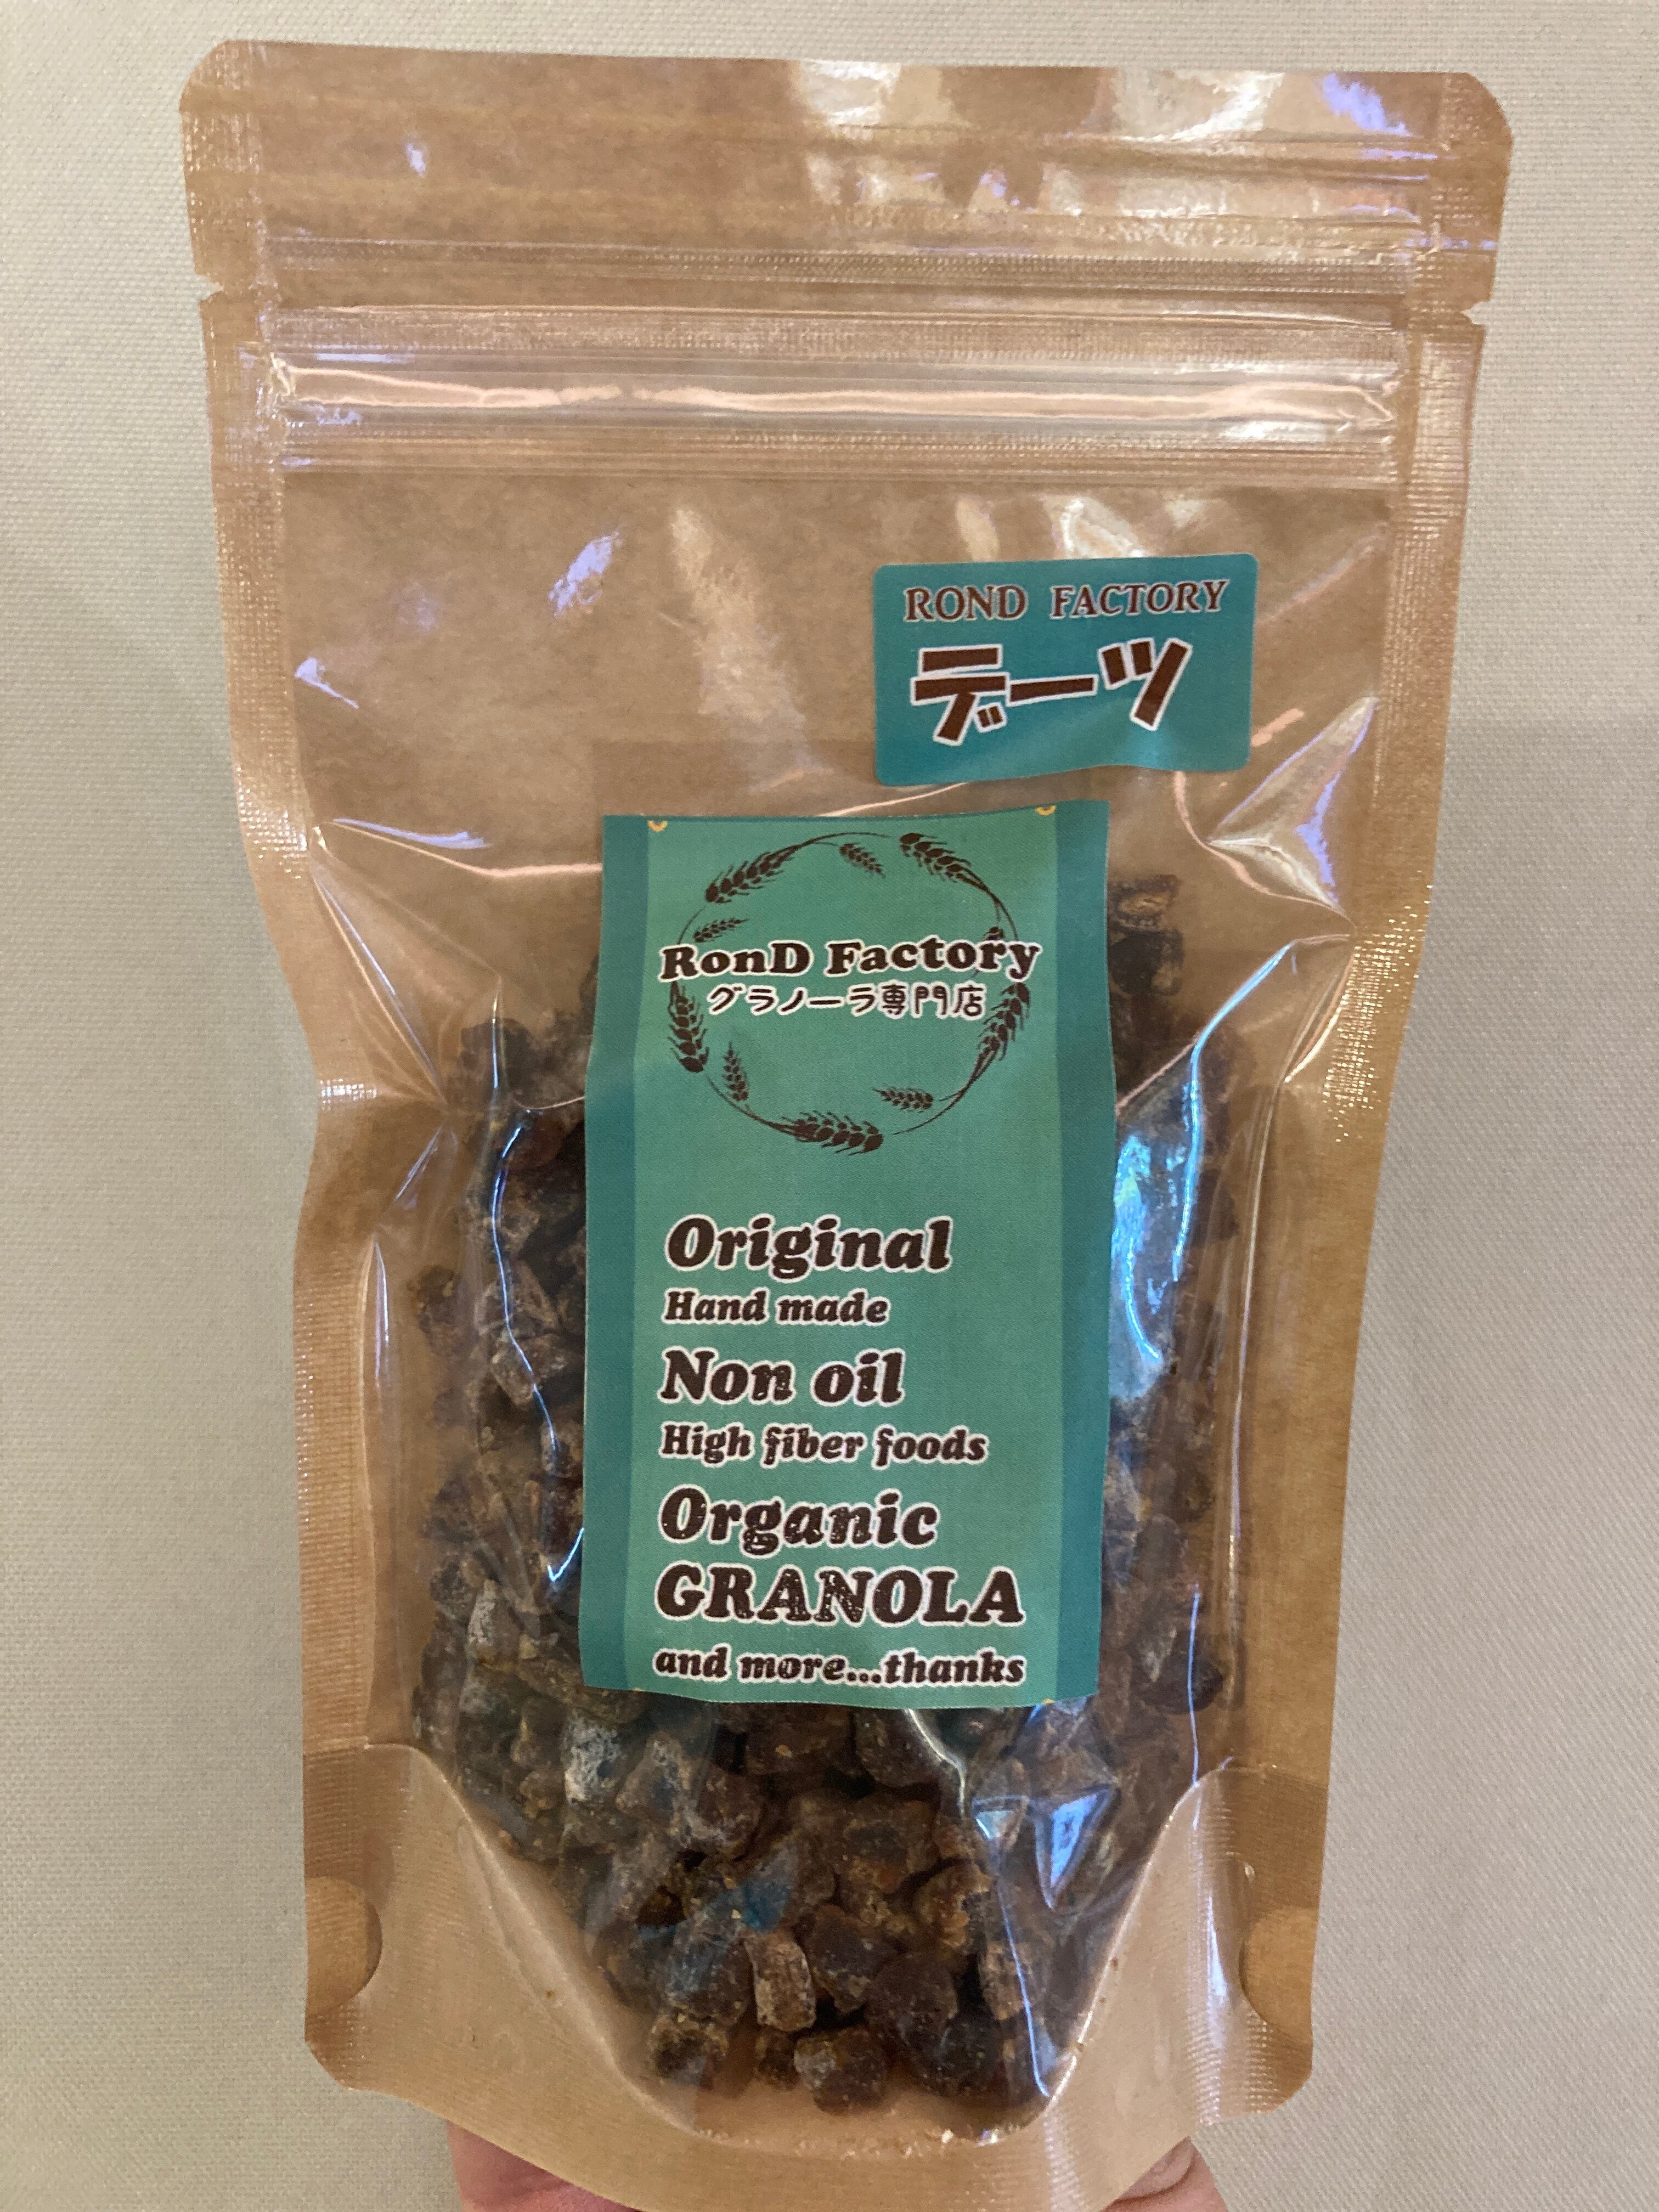 ROND FACTORY
デーツ
RonD Factory
グラノーラ専門店
Original
Hand made
Non oil
High fiber foods
Organic
GRANOLA
and more...thanks